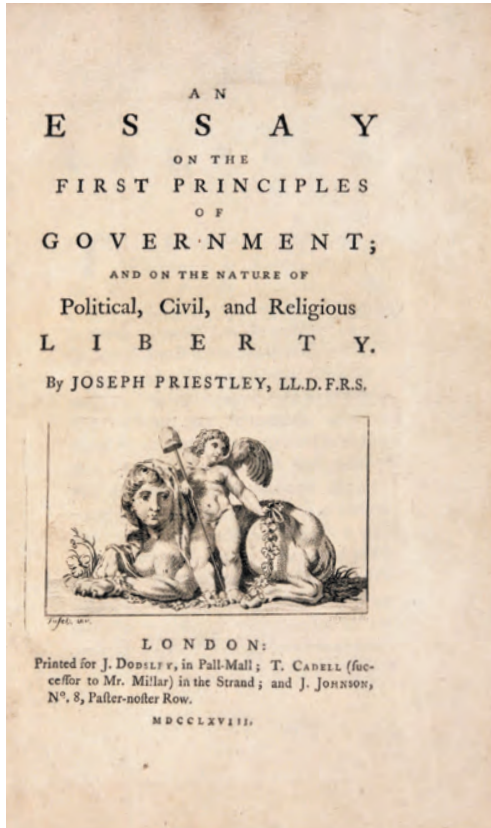 AN
ESSAY
ON THE
FIRST PRINCIPLES
OF
GOVERNMENT;
AND ON THE NATURE OF
Political, Civil, and Religious
LIBERTY.
By JOSEPH PRIESTLEY, LL.D. F.R.S.
LONDON:
Printed for J. DODSLEY, in Pall-Mall; T. CADELL (ſuc-
ceſſor to Mr. Millar) in the Strand; and J. JOHNSON,
Nº. 8, Paſter-noſter Row.
MDCCLXVIII.